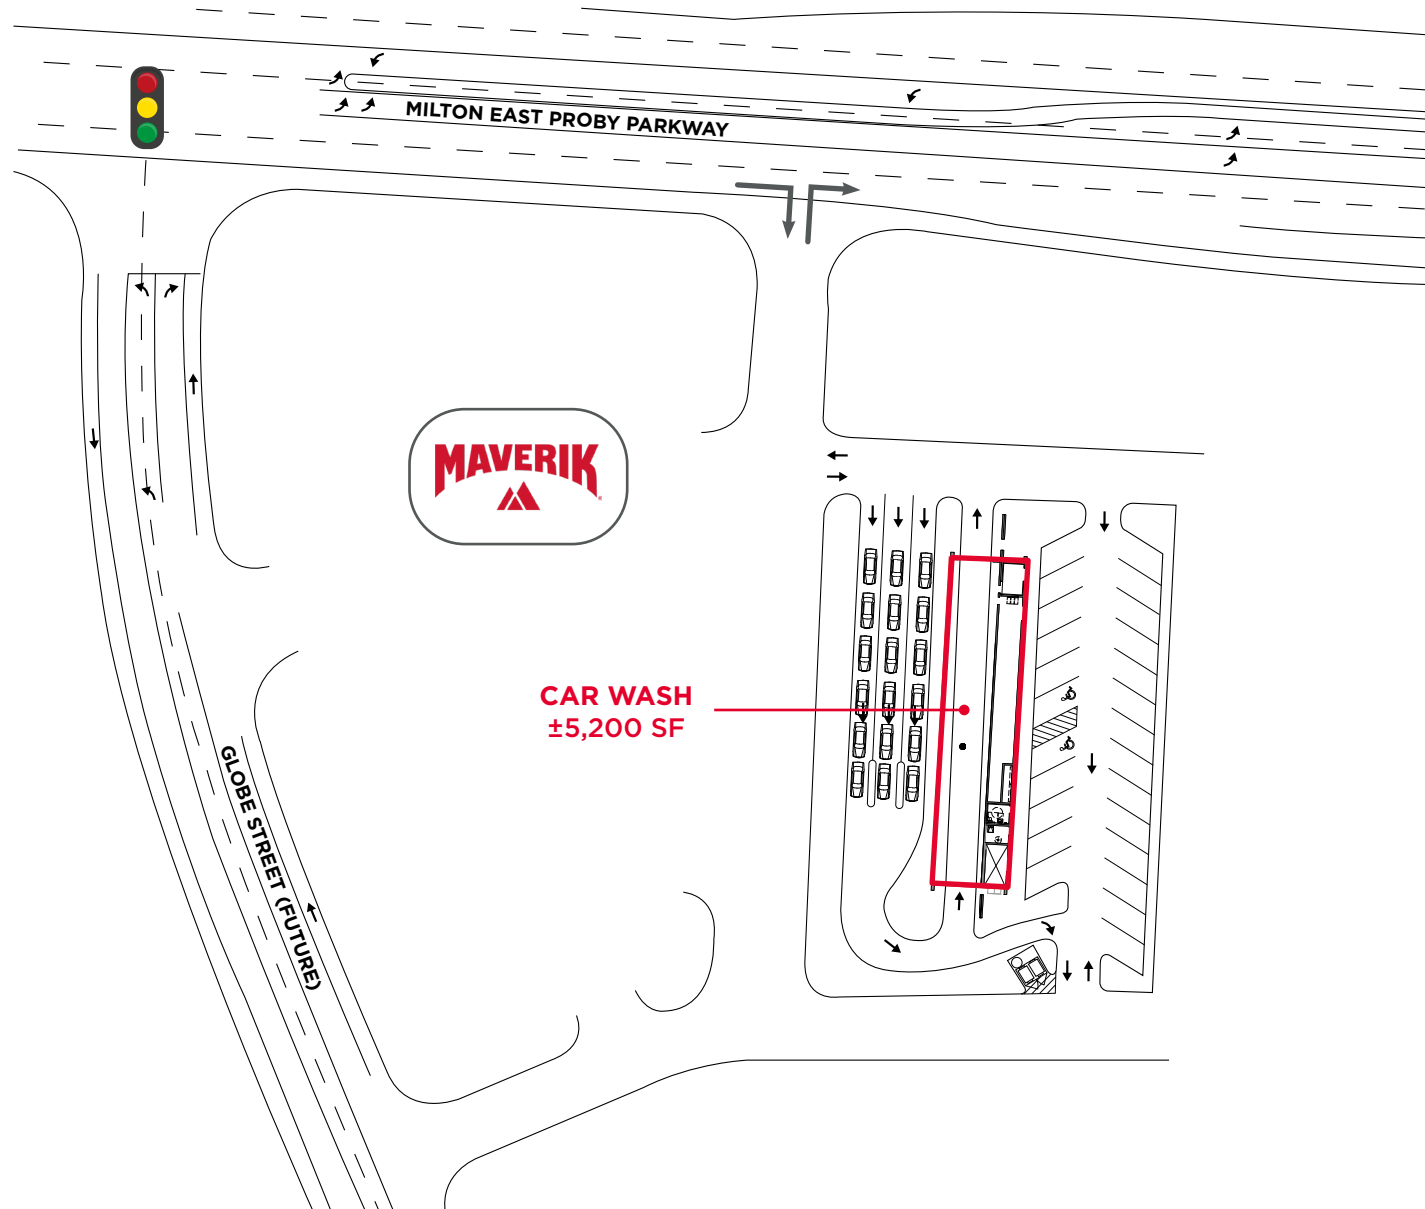 MILTON EAST PROBY PARKWAY
MAVERIK
CAR WASH
±5,200 SF
GLOBE STREET (FUTURE)